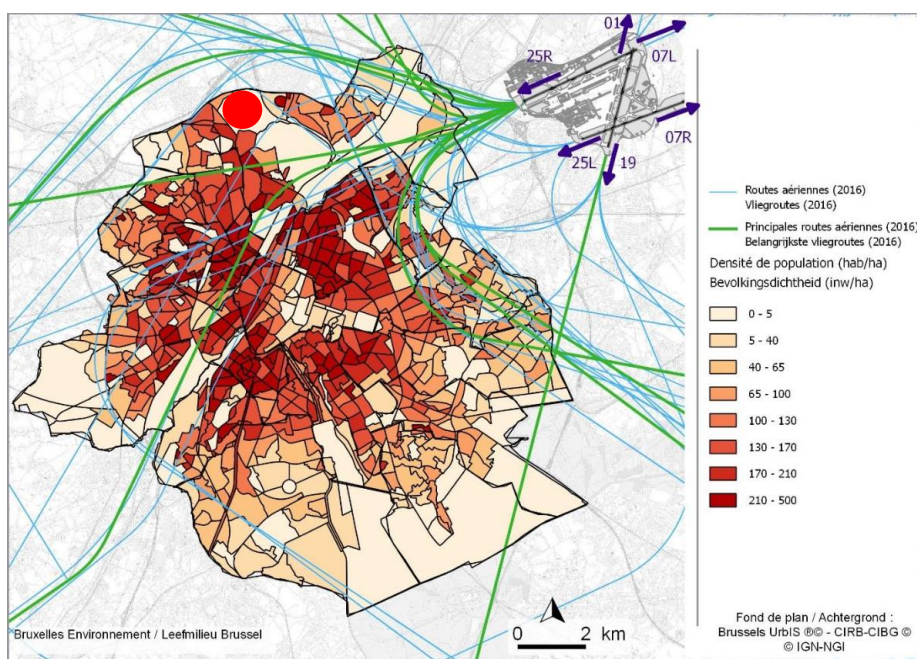 01
07L
25R
07R
25L
19
Routes aériennes (2016)
Vliegroutes (2016)
Principales routes aériennes (2016)
Belangrijkste vliegroutes (2016)
Densité de population (hab/ha)
Bevolkingsdichtheid (inw/ha)
0 - 5
5 - 40
40 - 65
65 - 100
100 - 130
130 - 170
170 - 210
210 - 500
Bruxelles Environnement / Leefmilieu Brussel
0 2 km
Fond de plan / Achtergrond :
Brussels UrbIS ®© - CIRB-CIBG ©
© IGN-NGI